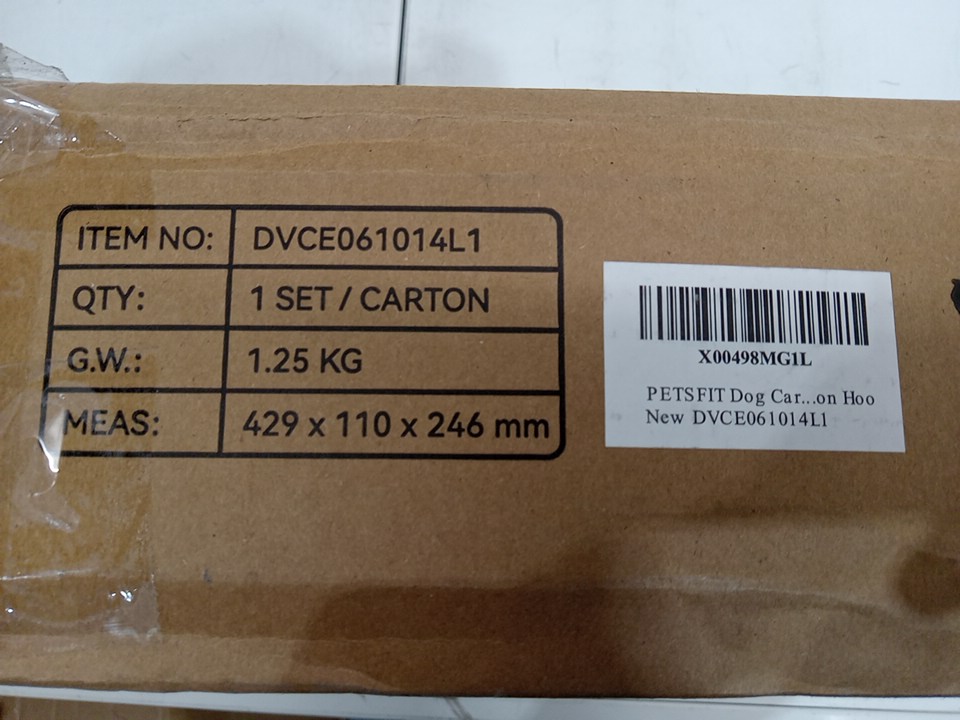 ITEM NO: DVCE061014L1
QTY: 1 SET / CARTON
G.W.: 1.25 KG
MEAS: 429 x 110 x 246 mm
X00498MG1L
PETSFIT Dog Car...on Hoo
New DVCE061014L1